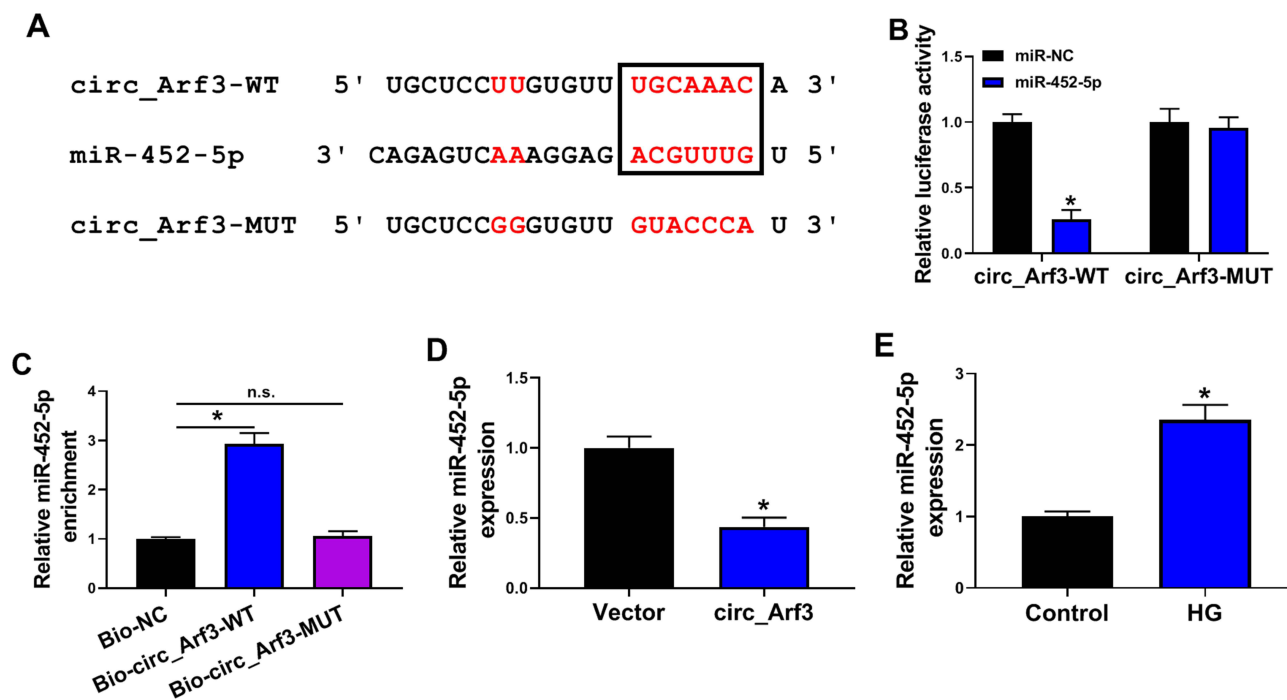 A
circ_Arf3-WT 5' UGCUCCUUGUGUUU UGCAAAC A 3'
miR-452-5p 3' CAGAGUCAAAGGAG ACGUUUG U 5'
circ_Arf3-MUT 5' UGCUCCGGGUGUU GUACCCA U 3'
B
Relative luciferase activity
1.5
1.0
0.5
0.0
miR-NC
miR-452-5p
*
circ_Arf3-WT circ_Arf3-MUT
C
Relative miR-452-5p
enrichment
4
3
2
1
0
n.s.
*
Bio-NC
Bio-circ_Arf3-WT
Bio-circ_Arf3-MUT
D
Relative miR-452-5p
expression
1.5
1.0
0.5
0.0
*
Vector circ_Arf3
E
Relative miR-452-5p
expression
3
2
1
0
*
Control HG